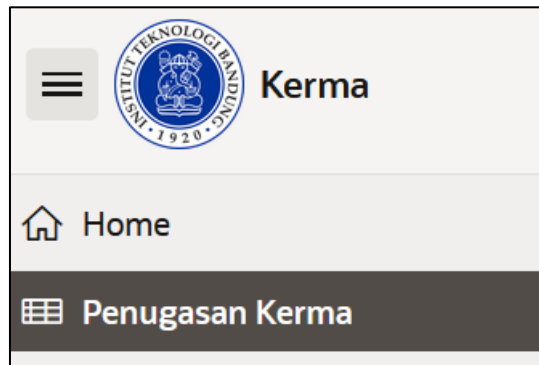 INSTITUT TEKNOLOGI BANDUNG
1920
Kerma
Home
Penugasan Kerma